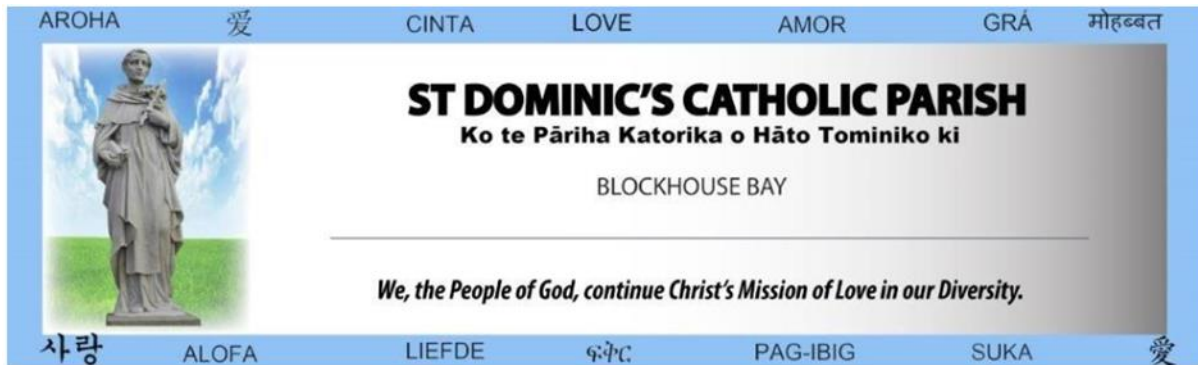 AROHA 爱 CINTA LOVE AMOR GRÁ मोहब्बत
ST DOMINIC'S CATHOLIC PARISH
Ko te Pāriha Katorika o Hāto Tominiko ki
BLOCKHOUSE BAY
We, the People of God, continue Christ's Mission of Love in our Diversity.
사랑 ALOFA LIEFDE ፍቅር PAG-IBIG SUKA 愛